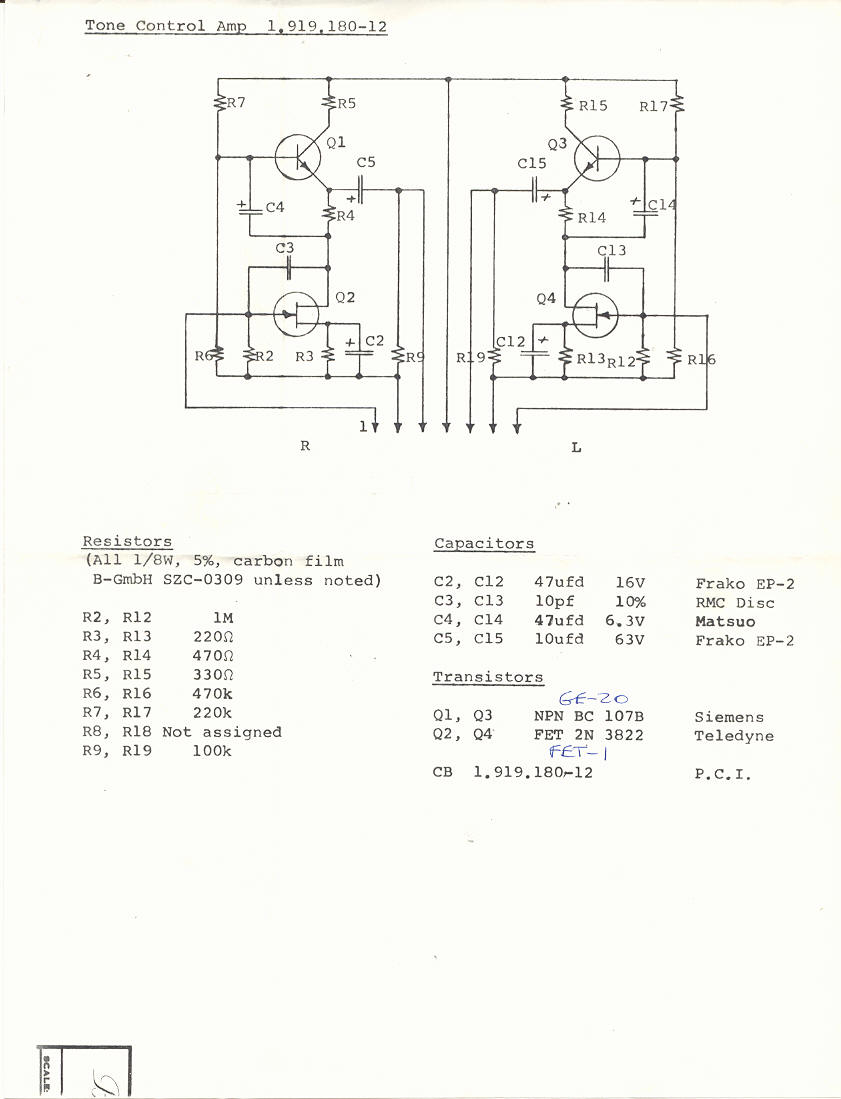 Tone Control Amp 1.919.180-12
R7
R5
R15
R17
Q1
Q3
C5
C15
+
+
+ C4
R4
R14
+ C14
C3
C13
Q2
Q4
R6
R2
R3
+ C2
R9
R19
C12 +
R13
R12
R16
1
R
L
Resistors
(All 1/8W, 5%, carbon film
B-GmbH SZC-0309 unless noted)
R2, R12 1M
R3, R13 220Ω
R4, R14 470Ω
R5, R15 330Ω
R6, R16 470k
R7, R17 220k
R8, R18 Not assigned
R9, R19 100k
Capacitors
C2, C12 47ufd 16V Frako EP-2
C3, C13 10pf 10% RMC Disc
C4, C14 47ufd 6.3V Matsuo
C5, C15 10ufd 63V Frako EP-2
Transistors
GE-20
Q1, Q3 NPN BC 107B Siemens
Q2, Q4 FET 2N 3822 Teledyne
FET-1
CB 1.919.180-12 P.C.I.
SCALE: